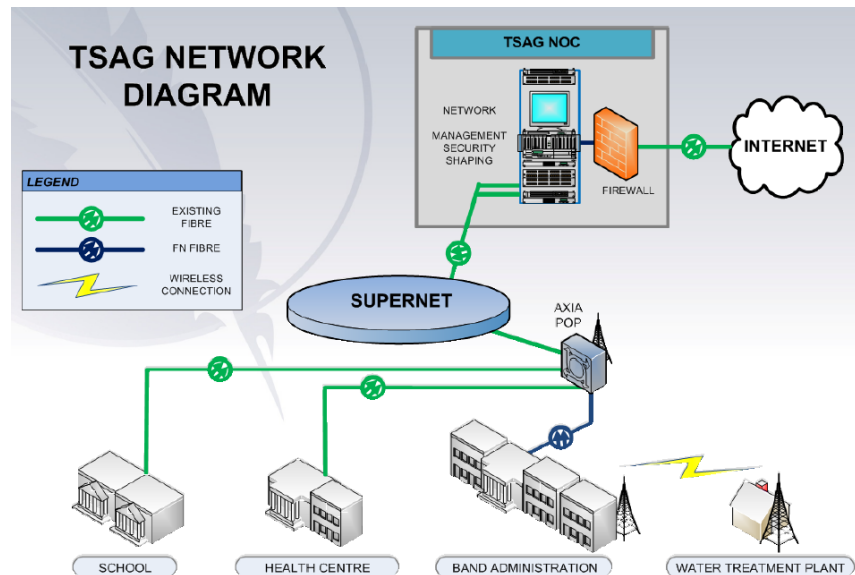 TSAG NETWORK
DIAGRAM
TSAG NOC
NETWORK
MANAGEMENT
SECURITY
SHAPING
FIREWALL
INTERNET
LEGEND
EXISTING
FIBRE
FN FIBRE
WIRELESS
CONNECTION
SUPERNET
AXIA
POP
SCHOOL
HEALTH CENTRE
BAND ADMINISTRATION
WATER TREATMENT PLANT